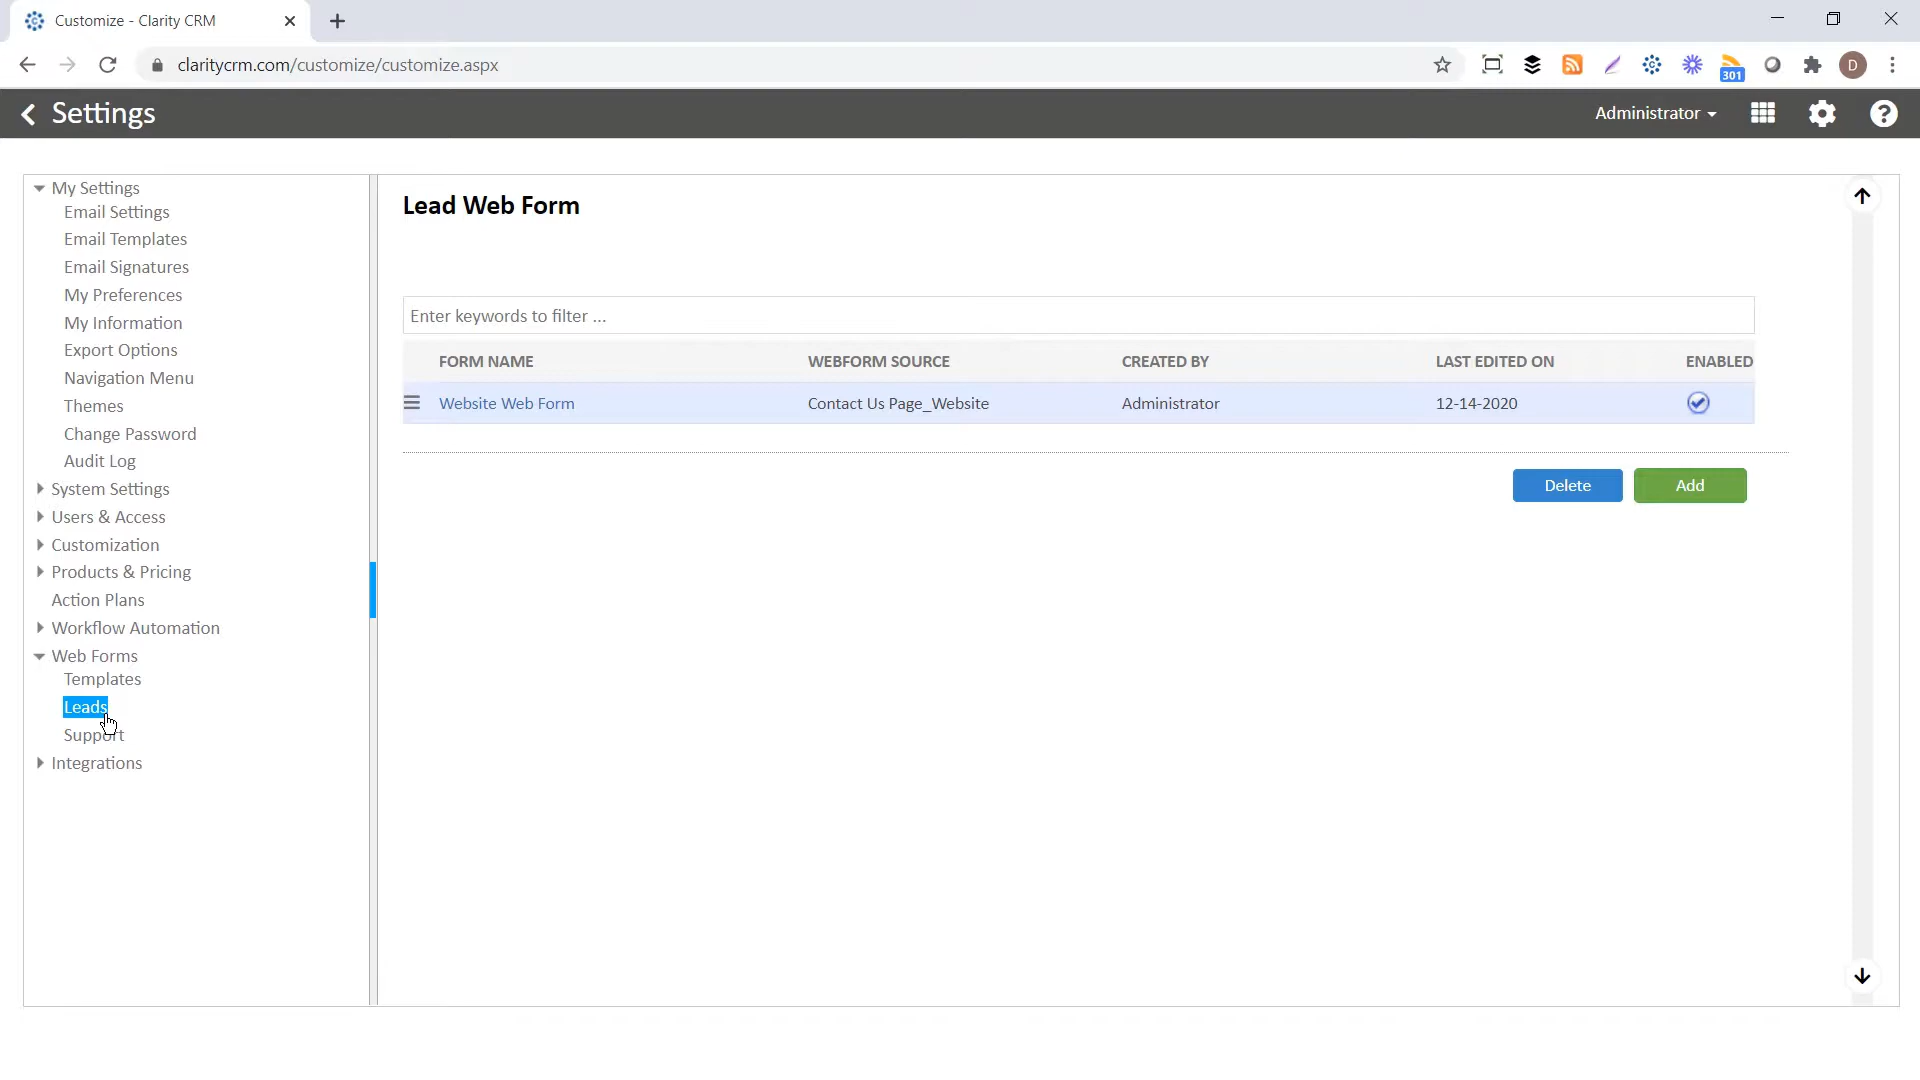 Customize - Clarity CRM
claritycrm.com/customize/customize.aspx
301
D
Settings
Administrator
?
My Settings
Email Settings
Email Templates
Email Signatures
My Preferences
My Information
Export Options
Navigation Menu
Themes
Change Password
Audit Log
System Settings
Users & Access
Customization
Products & Pricing
Action Plans
Workflow Automation
Web Forms
Templates
Leads
Support
Integrations
Lead Web Form
Enter keywords to filter ...
FORM NAME WEBFORM SOURCE CREATED BY LAST EDITED ON ENABLED
Website Web Form Contact Us Page_Website Administrator 12-14-2020
Delete Add